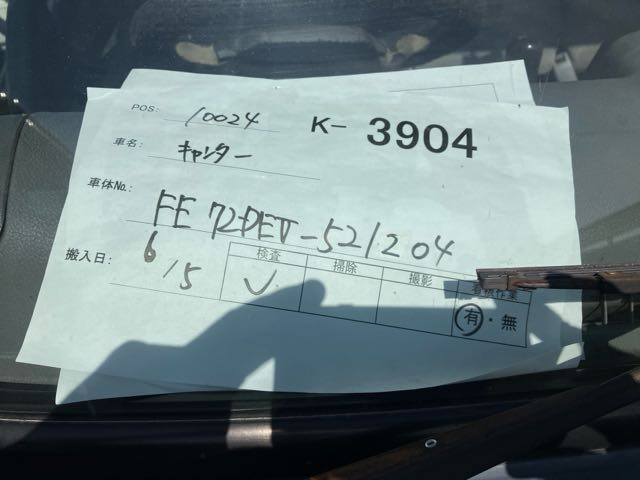 POS: 10024 K-3904
車名: キャンター
車体No.: FE72DEV-521204
搬入日: 6/5
検査 掃除 撮影
✓ 有・無